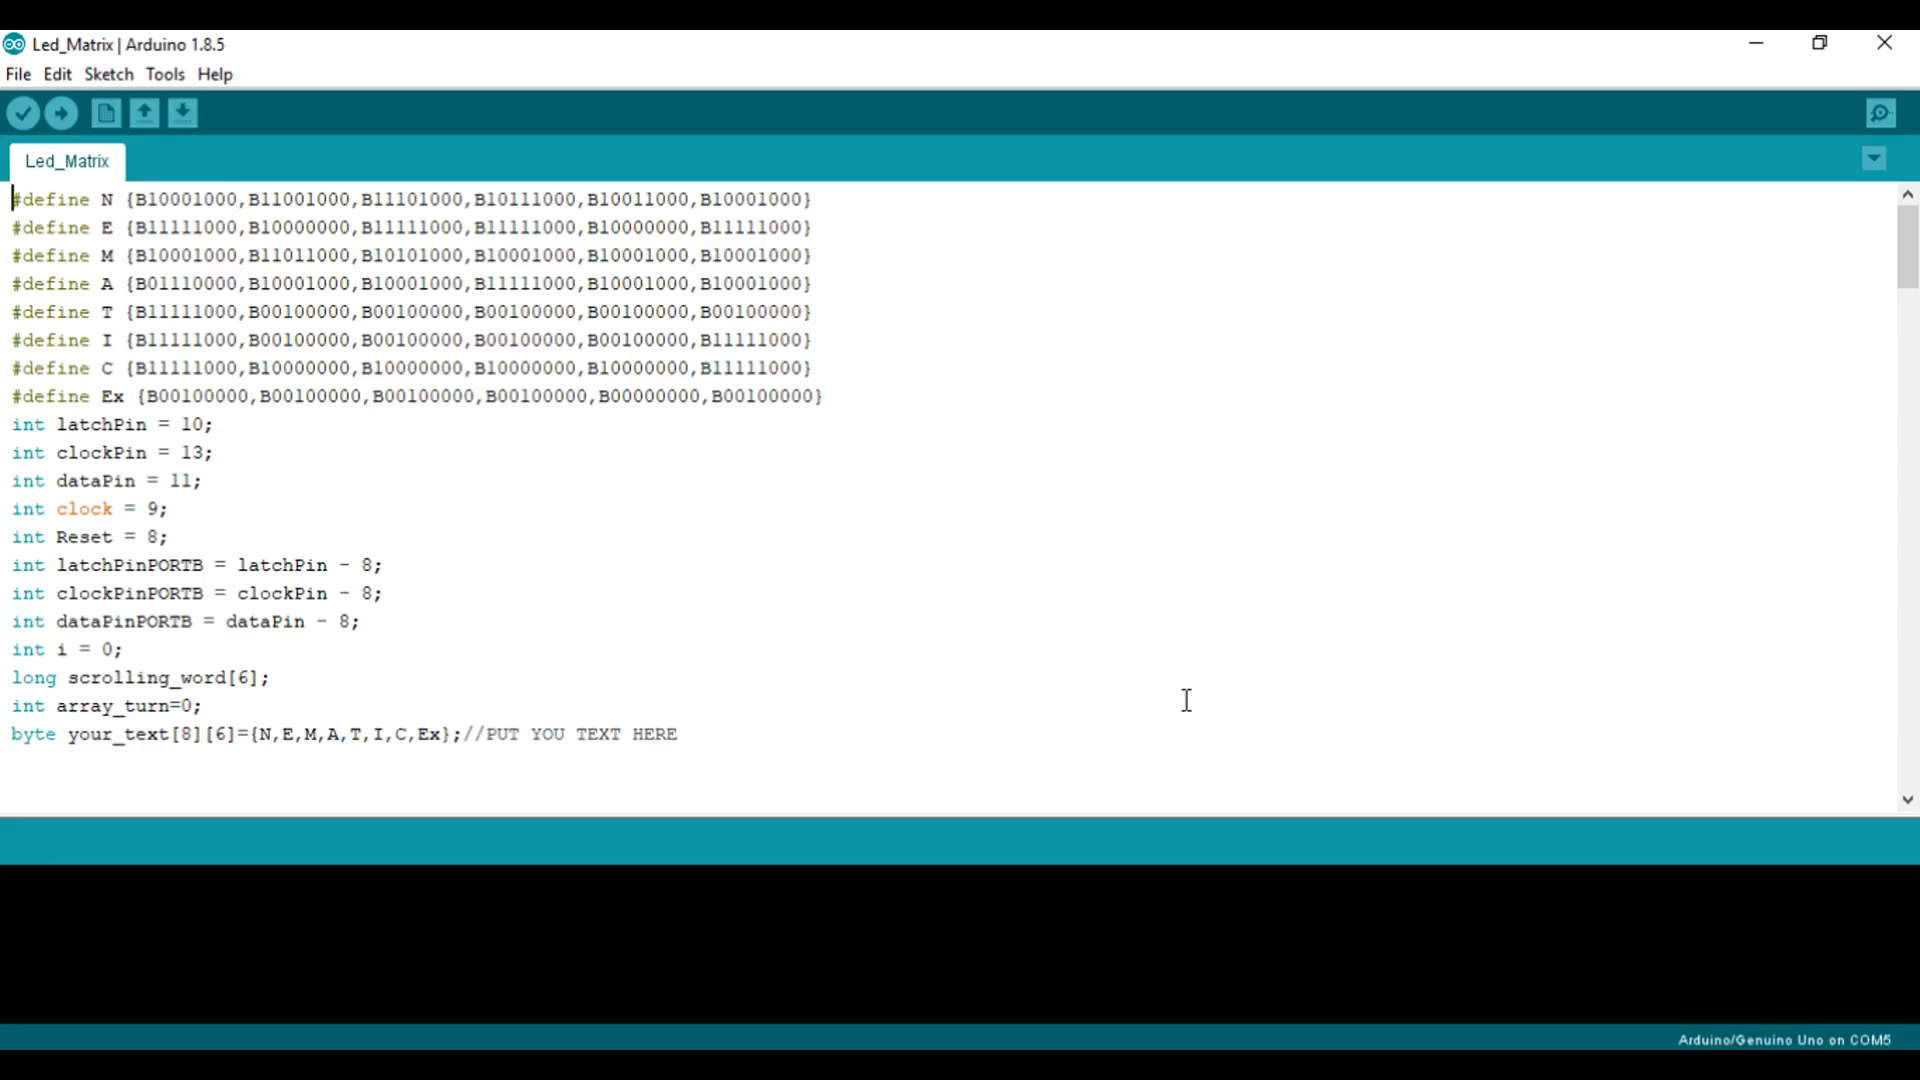 Led_Matrix | Arduino 1.8.5
File Edit Sketch Tools Help
Led_Matrix
#define N {B10001000,B11001000,B11101000,B10111000,B10011000,B10001000}
#define E {B11111000,B10000000,B11111000,B11111000,B10000000,B11111000}
#define M {B10001000,B11011000,B10101000,B10001000,B10001000,B10001000}
#define A {B01110000,B10001000,B10001000,B11111000,B10001000,B10001000}
#define T {B11111000,B00100000,B00100000,B00100000,B00100000,B00100000}
#define I {B11111000,B00100000,B00100000,B00100000,B00100000,B11111000}
#define C {B11111000,B10000000,B10000000,B10000000,B10000000,B11111000}
#define Ex {B00100000,B00100000,B00100000,B00100000,B00000000,B00100000}
int latchPin = 10;
int clockPin = 13;
int dataPin = 11;
int clock = 9;
int Reset = 8;
int latchPinPORTB = latchPin - 8;
int clockPinPORTB = clockPin - 8;
int dataPinPORTB = dataPin - 8;
int i = 0;
long scrolling_word[6];
int array_turn=0;
byte your_text[8][6]={N,E,M,A,T,I,C,Ex};//PUT YOU TEXT HERE
Arduino/Genuino Uno on COM5